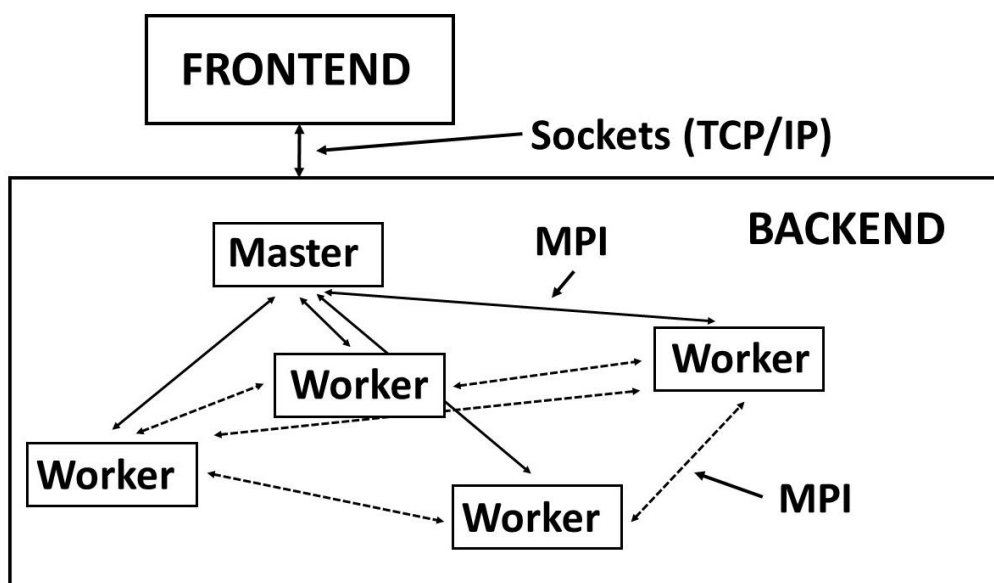 FRONTEND
Sockets (TCP/IP)
BACKEND
MPI
Master
Worker
Worker
Worker
Worker
MPI